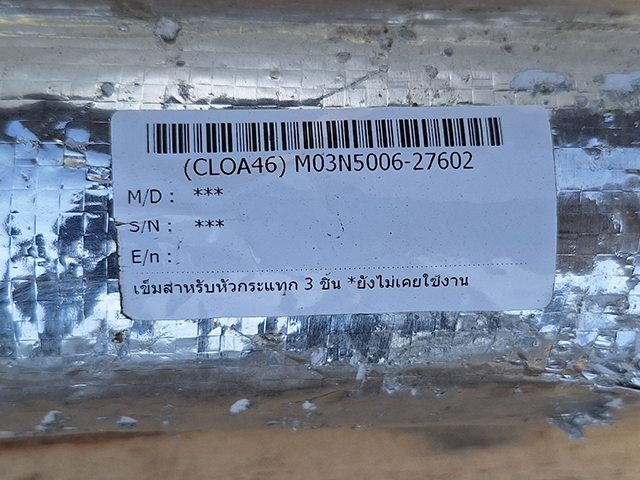 (CLOA46) M03N5006-27602
M/D : ***
S/N : ***
E/n :
เข็มสำหรับหัวกระแทก 3 ชิ้น *ยังไม่เคยใช้งาน